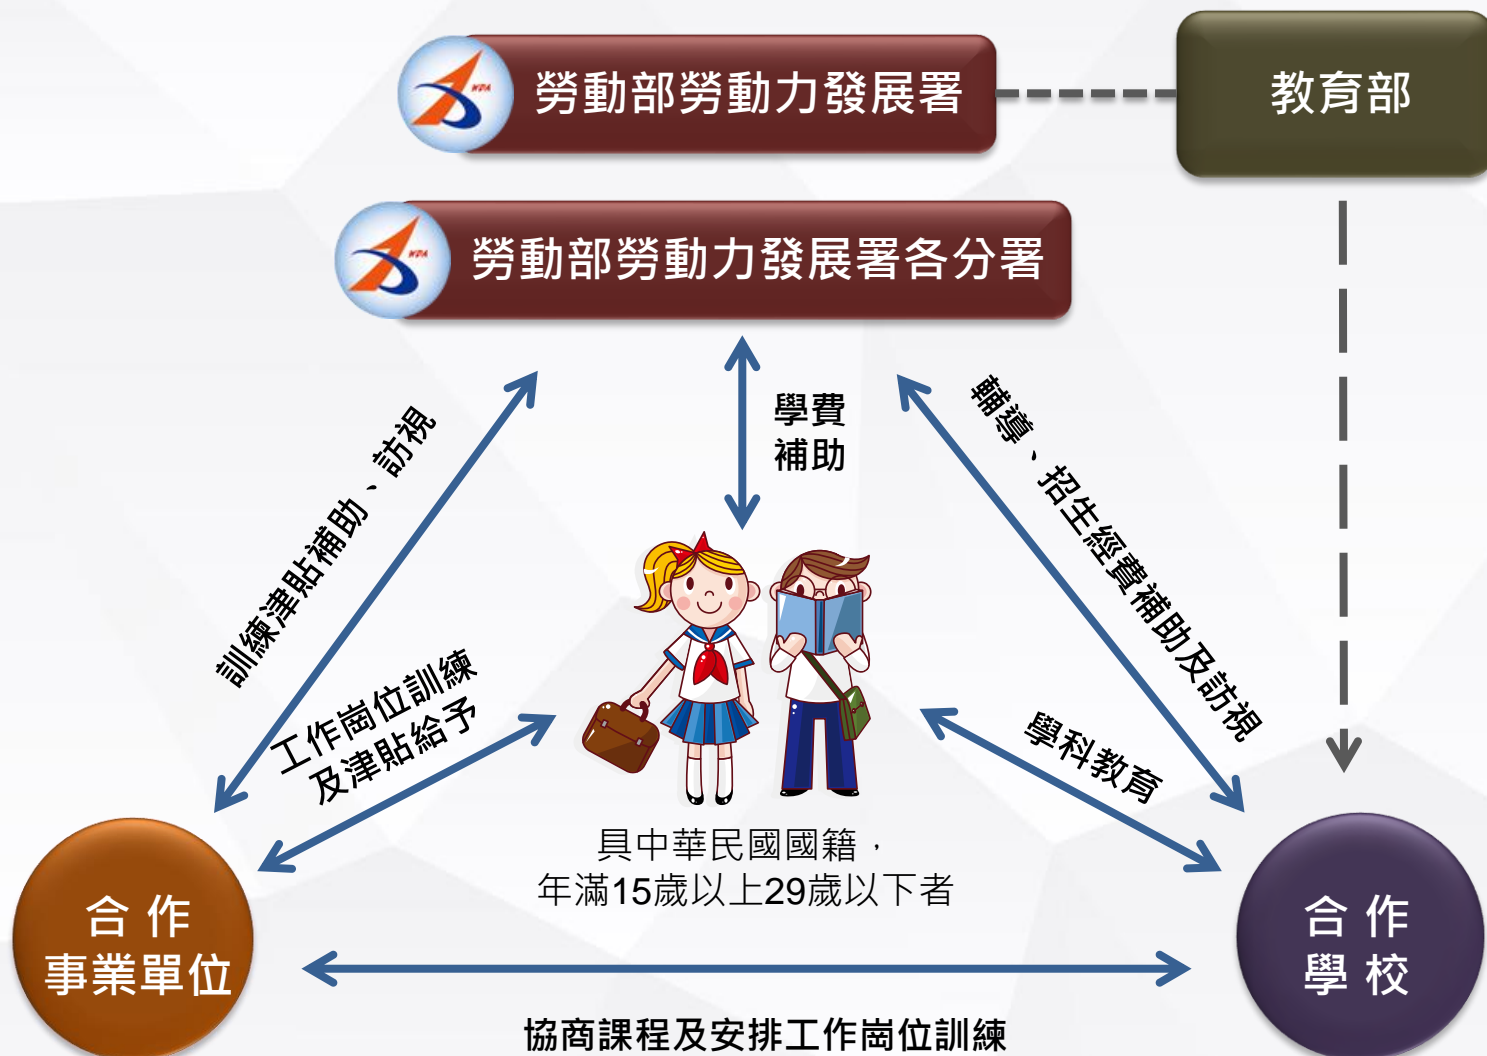 勞動部勞動力發展署
教育部
勞動部勞動力發展署各分署
學費
補助
訓練津貼補助、訪視
輔導、招生經費補助及訪視
工作崗位訓練
及津貼給予
學科教育
具中華民國國籍，
年滿15歲以上29歲以下者
合作
事業單位
合作
學校
協商課程及安排工作崗位訓練
WDA
WDA